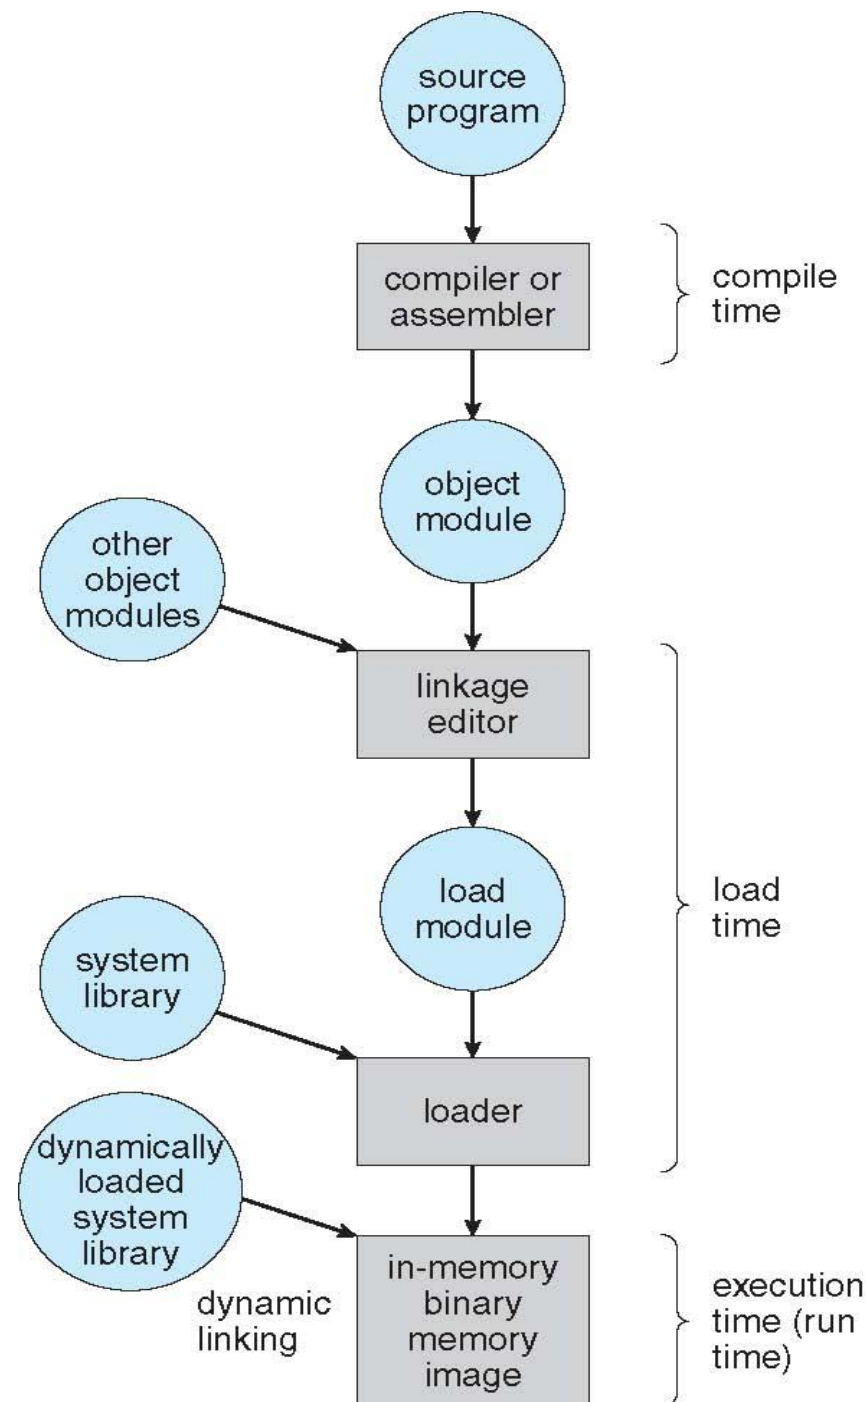 source
program
compiler or
assembler
compile
time
object
module
other
object
modules
linkage
editor
load
module
load
time
system
library
loader
dynamically
loaded
system
library
dynamic
linking
in-memory
binary
memory
image
execution
time (run
time)